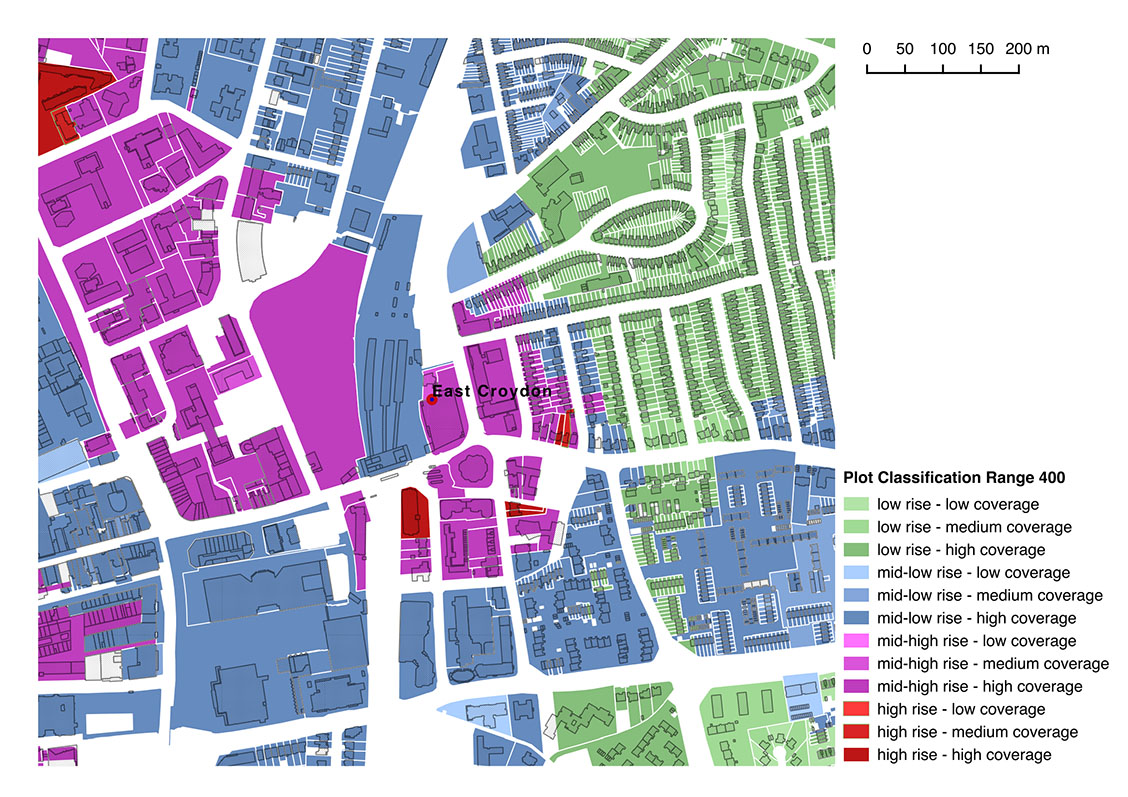 0 50 100 150 200 m
East Croydon
Plot Classification Range 400
low rise - low coverage
low rise - medium coverage
low rise - high coverage
mid-low rise - low coverage
mid-low rise - medium coverage
mid-low rise - high coverage
mid-high rise - low coverage
mid-high rise - medium coverage
mid-high rise - high coverage
high rise - low coverage
high rise - medium coverage
high rise - high coverage